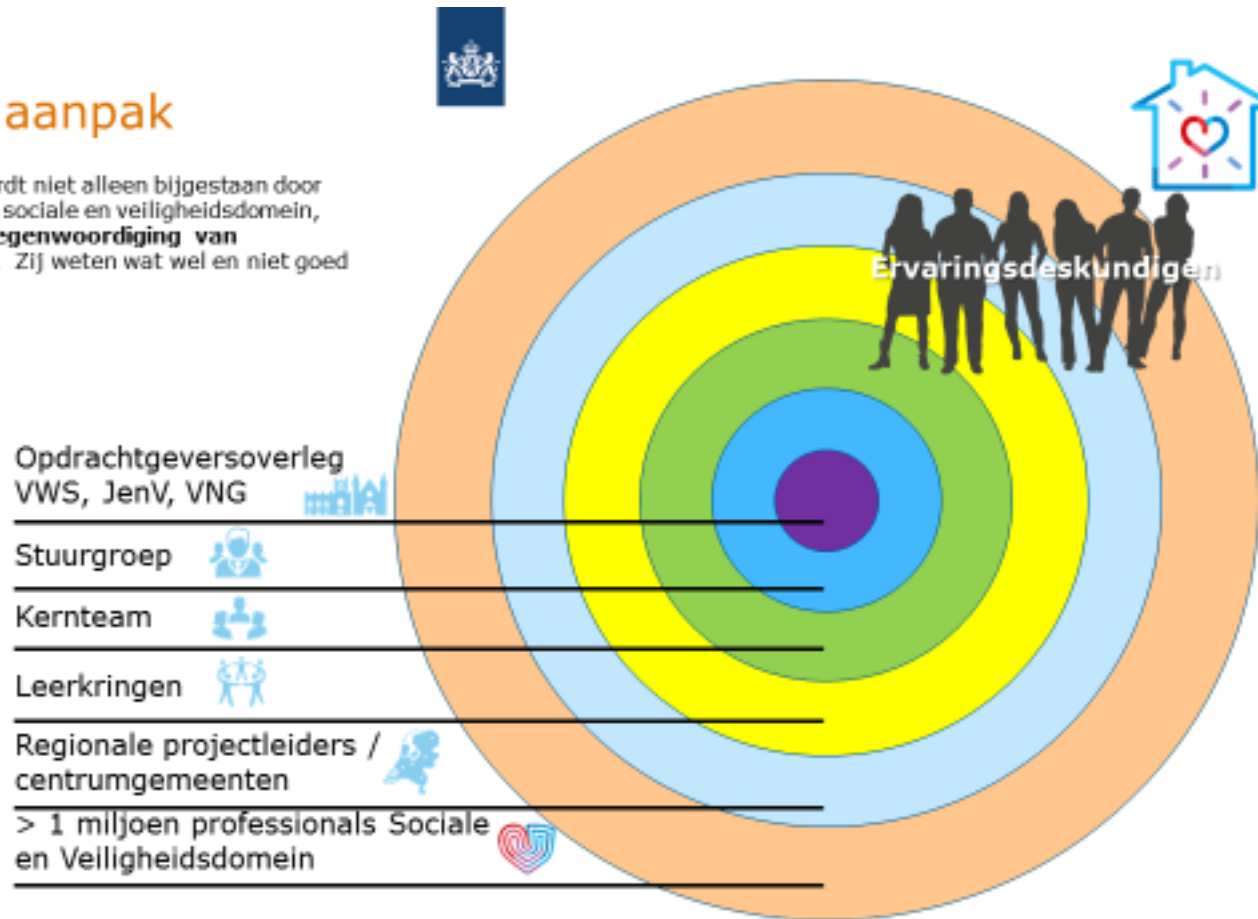 aanpak
rdt niet alleen bijgestaan door
sociale en veiligheidsdomein,
egenwoordiging van
. Zij weten wat wel en niet goed
Ervaringsdeskundigen
Opdrachtgeversoverleg
VWS, JenV, VNG
Stuurgroep
Kernteam
Leerkringen
Regionale projectleiders /
centrumgemeenten
> 1 miljoen professionals Sociale
en Veiligheidsdomein